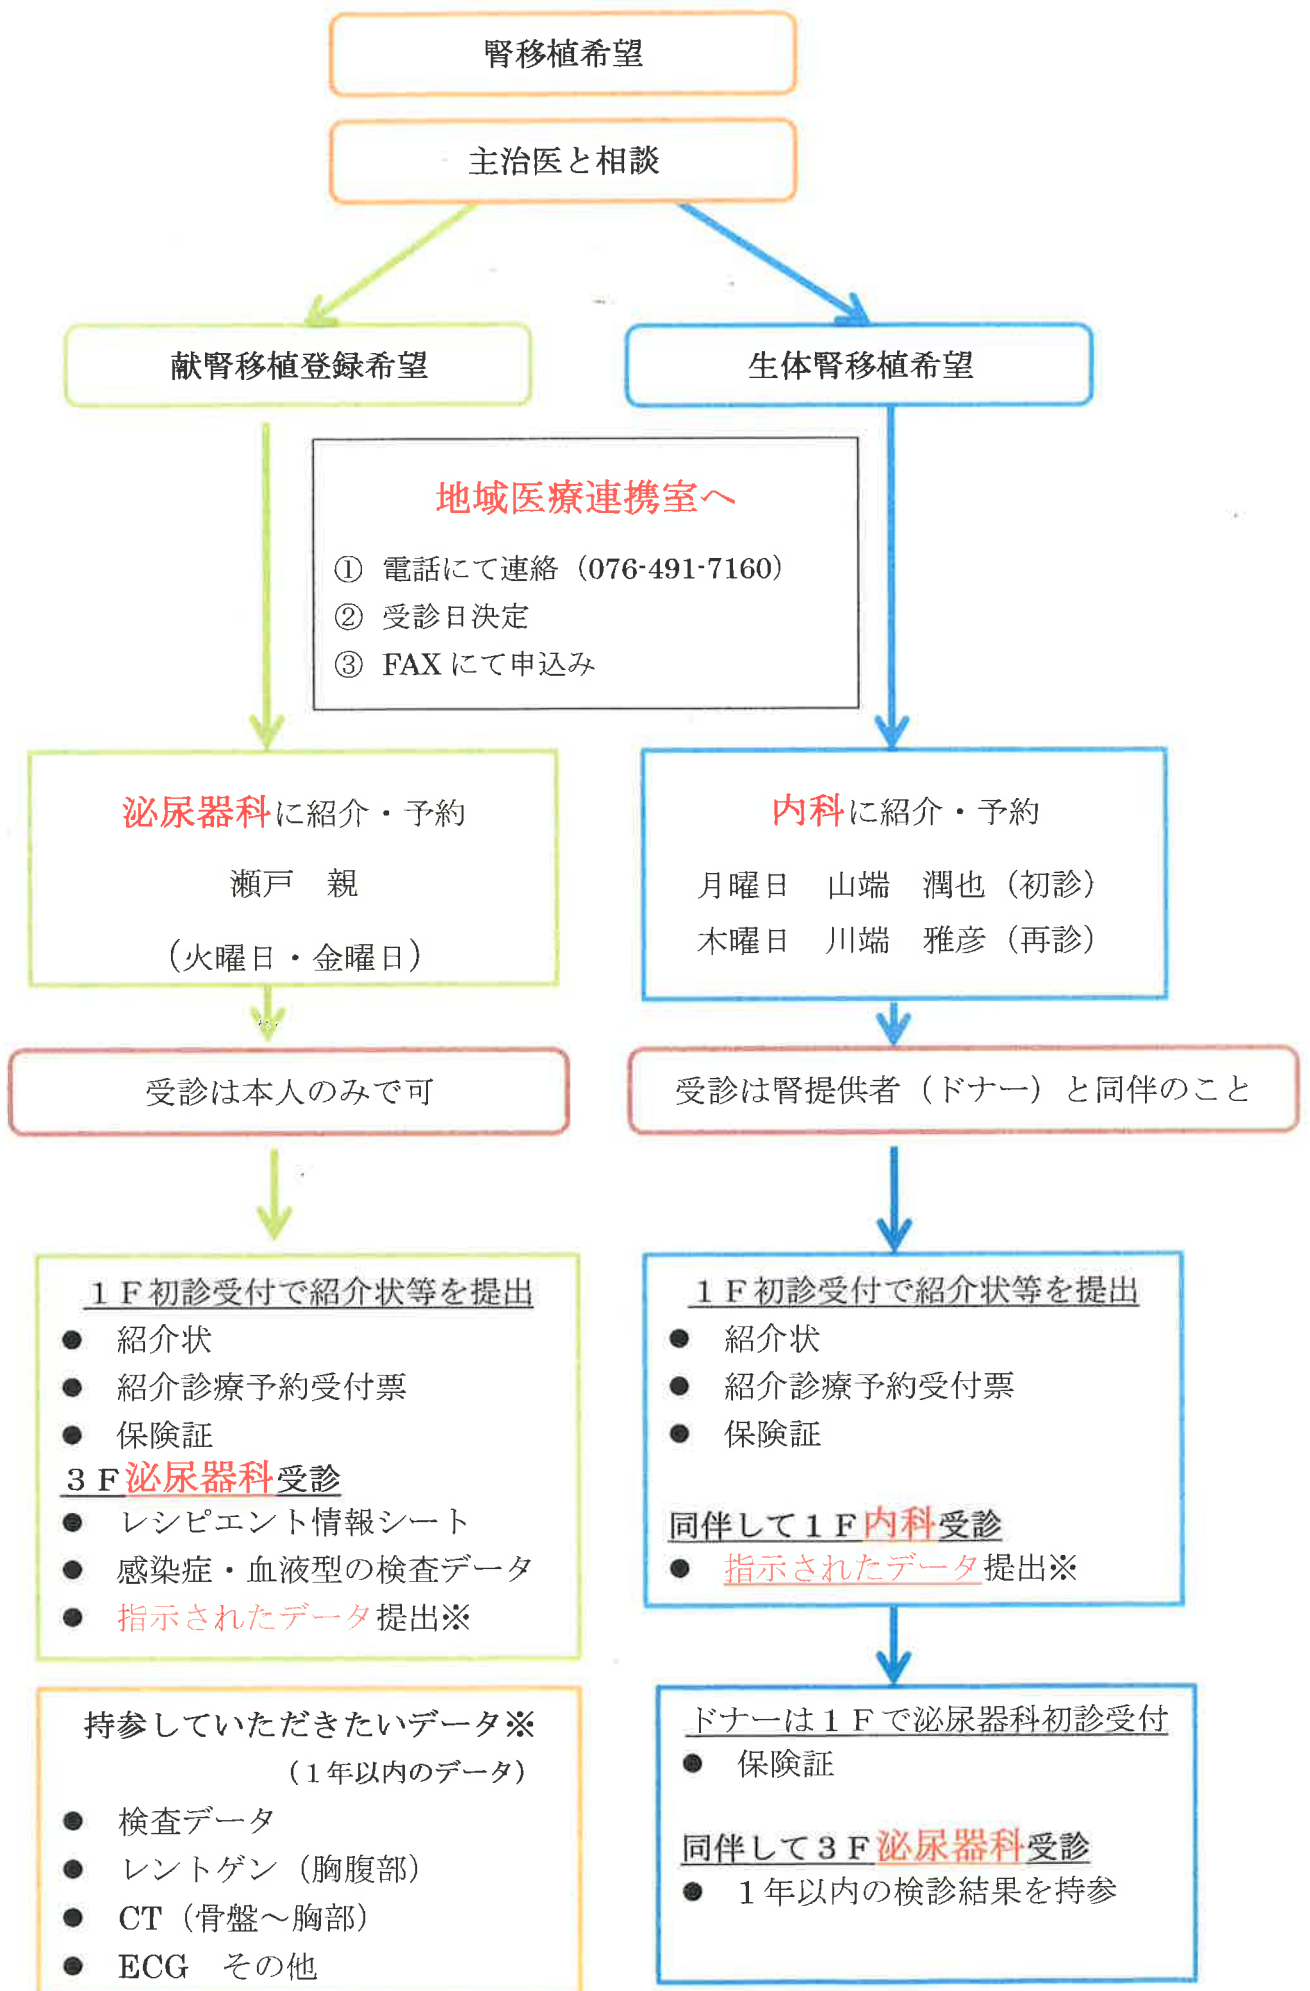 腎移植希望
主治医と相談
献腎移植登録希望
生体腎移植希望
地域医療連携室へ
① 電話にて連絡（076-491-7160）
② 受診日決定
③ FAXにて申込み
泌尿器科に紹介・予約
瀬戸　親
（火曜日・金曜日）
内科に紹介・予約
月曜日　山端　潤也（初診）
木曜日　川端　雅彦（再診）
受診は本人のみで可
受診は腎提供者（ドナー）と同伴のこと
１Ｆ初診受付で紹介状等を提出
● 紹介状
● 紹介診療予約受付票
● 保険証
３Ｆ泌尿器科受診
● レシピエント情報シート
● 感染症・血液型の検査データ
● 指示されたデータ提出※
１Ｆ初診受付で紹介状等を提出
● 紹介状
● 紹介診療予約受付票
● 保険証
同伴して１Ｆ内科受診
● 指示されたデータ提出※
持参していただきたいデータ※
（１年以内のデータ）
● 検査データ
● レントゲン（胸腹部）
● CT（骨盤～胸部）
● ECG　その他
ドナーは１Ｆで泌尿器科初診受付
● 保険証
同伴して３Ｆ泌尿器科受診
● １年以内の検診結果を持参